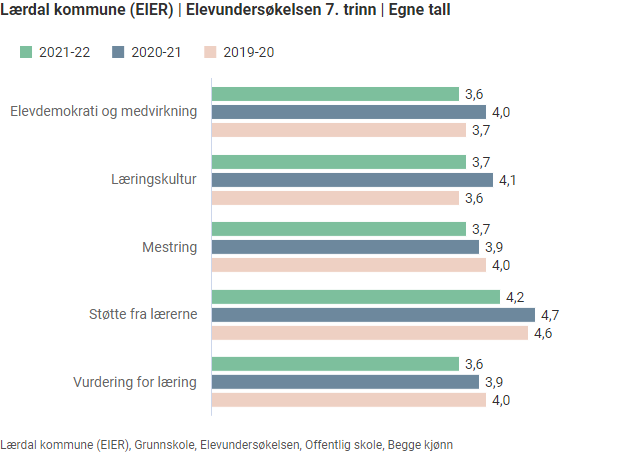 Lærdal kommune (EIER) | Elevundersøkelsen 7. trinn | Egne tall
2021-22 2020-21 2019-20
Elevdemokrati og medvirkning
3,6
4,0
3,7
Læringskultur
3,7
4,1
3,6
Mestring
3,7
3,9
4,0
Støtte fra lærerne
4,2
4,7
4,6
Vurdering for læring
3,6
3,9
4,0
Lærdal kommune (EIER), Grunnskole, Elevundersøkelsen, Offentlig skole, Begge kjønn